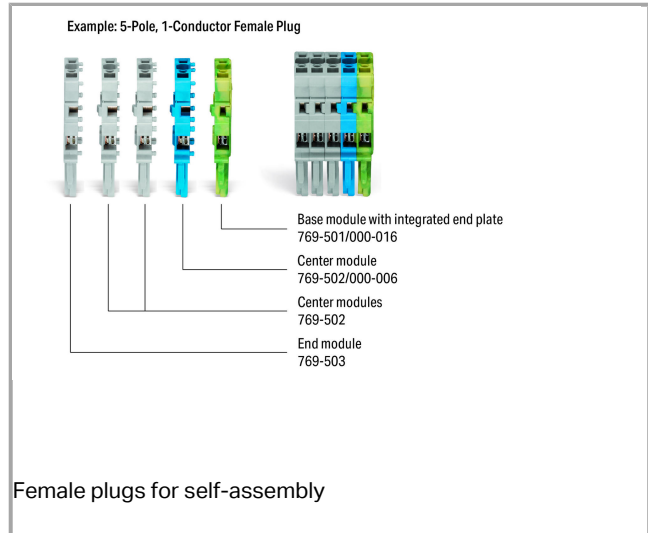 Example: 5-Pole, 1-Conductor Female Plug
Base module with integrated end plate
769-501/000-016
Center module
769-502/000-006
Center modules
769-502
End module
769-503
Female plugs for self-assembly